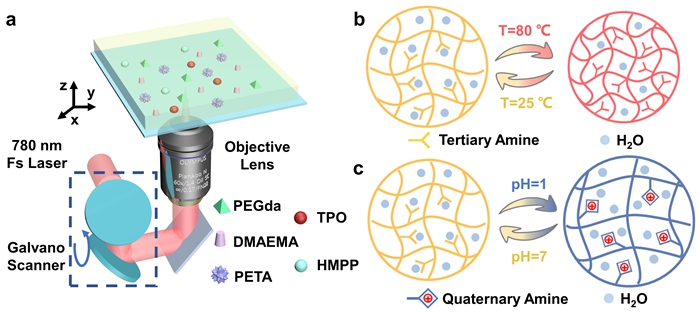 a
z
y
x
780 nm
Fs Laser
Objective
Lens
OLYMPUS
Galvano
Scanner
PEGda
DMAEMA
PETA
TPO
HMPP
b
T=80 ℃
T=25 ℃
Tertiary Amine
H₂O
c
pH=1
pH=7
Quaternary Amine
H₂O